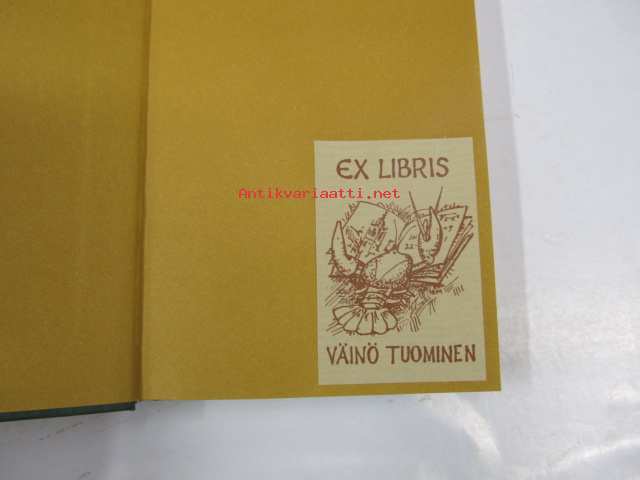 EX LIBRIS
Antikvariaatti.net
VÄINÖ TUOMINEN